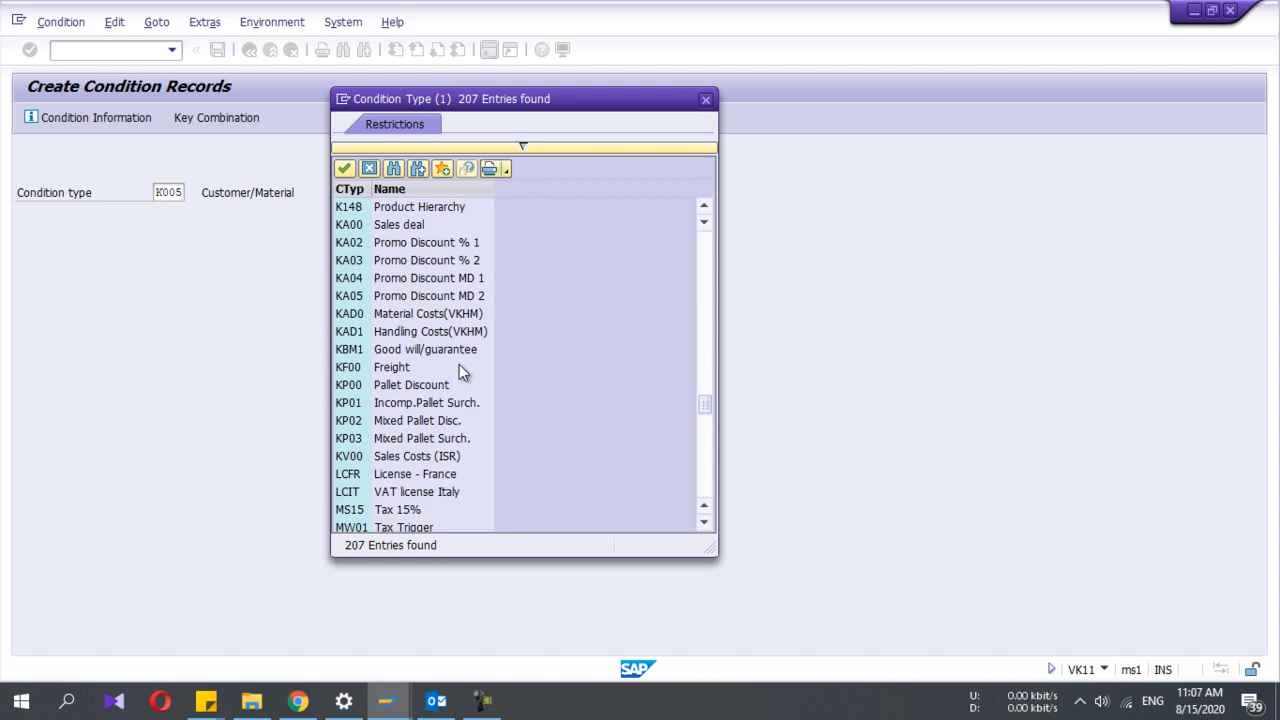 Condition Edit Goto Extras Environment System Help
Create Condition Records
Condition Information Key Combination
Condition type K005 Customer/Material
Condition Type (1) 207 Entries found
Restrictions
CTyp Name
K148 Product Hierarchy
KA00 Sales deal
KA02 Promo Discount % 1
KA03 Promo Discount % 2
KA04 Promo Discount MD 1
KA05 Promo Discount MD 2
KAD0 Material Costs(VKHM)
KAD1 Handling Costs(VKHM)
KBM1 Good will/guarantee
KF00 Freight
KP00 Pallet Discount
KP01 Incomp.Pallet Surch.
KP02 Mixed Pallet Disc.
KP03 Mixed Pallet Surch.
KV00 Sales Costs (ISR)
LCFR License - France
LCIT VAT license Italy
MS15 Tax 15%
MW01 Tax Trigger
207 Entries found
SAP
VK11 ms1 INS
U: 0.00 kbit/s
D: 0.00 kbit/s
ENG
11:07 AM
8/15/2020
39